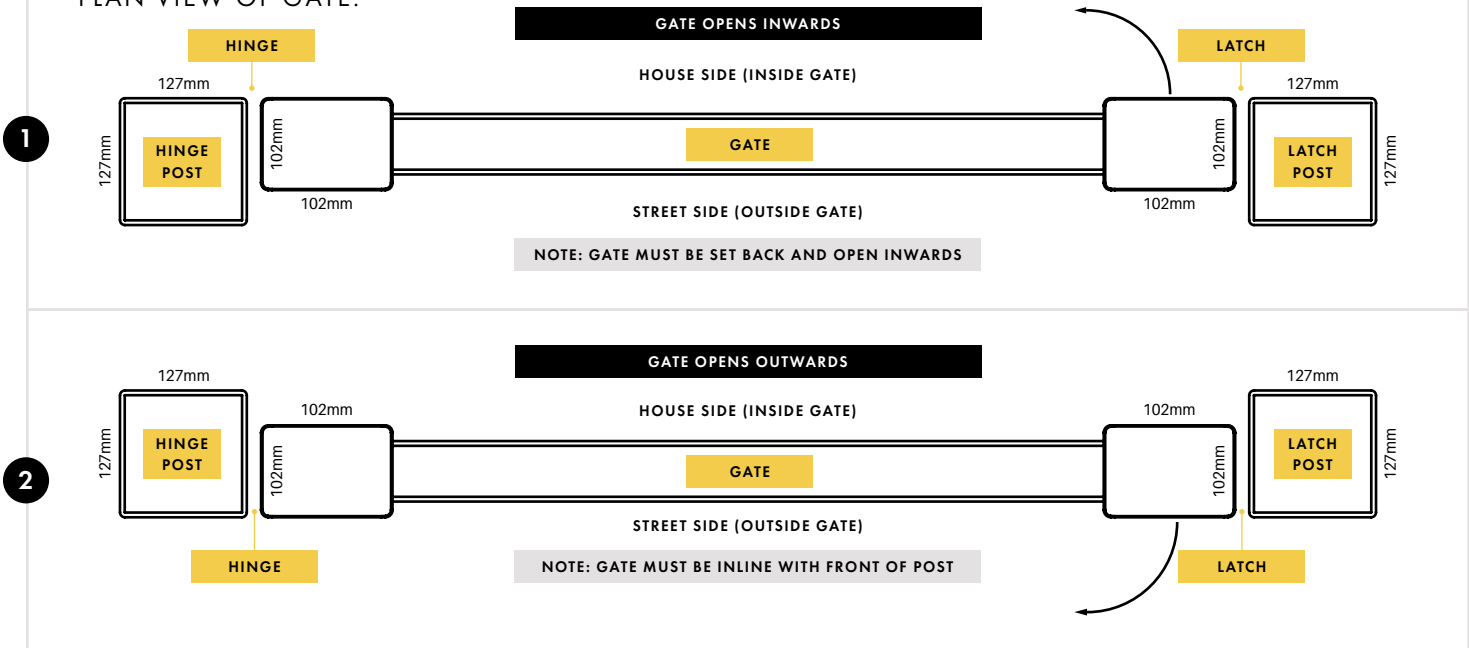 PLAN VIEW OF GATE:
GATE OPENS INWARDS
HINGE
LATCH
HOUSE SIDE (INSIDE GATE)
127mm
127mm
1
127mm
HINGE
POST
102mm
GATE
102mm
LATCH
POST
127mm
102mm
102mm
STREET SIDE (OUTSIDE GATE)
NOTE: GATE MUST BE SET BACK AND OPEN INWARDS
GATE OPENS OUTWARDS
127mm
127mm
102mm
HOUSE SIDE (INSIDE GATE)
102mm
2
127mm
HINGE
POST
102mm
GATE
102mm
LATCH
POST
127mm
STREET SIDE (OUTSIDE GATE)
HINGE
NOTE: GATE MUST BE INLINE WITH FRONT OF POST
LATCH